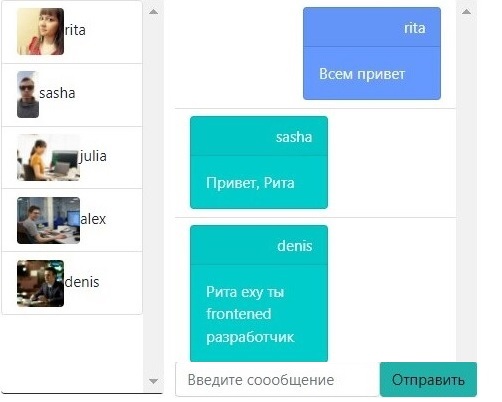 rita
sasha
julia
alex
denis
rita
Всем привет
sasha
Привет, Рита
denis
Рита еху ты
frontened
разработчик
Введите соообщение
Отправить